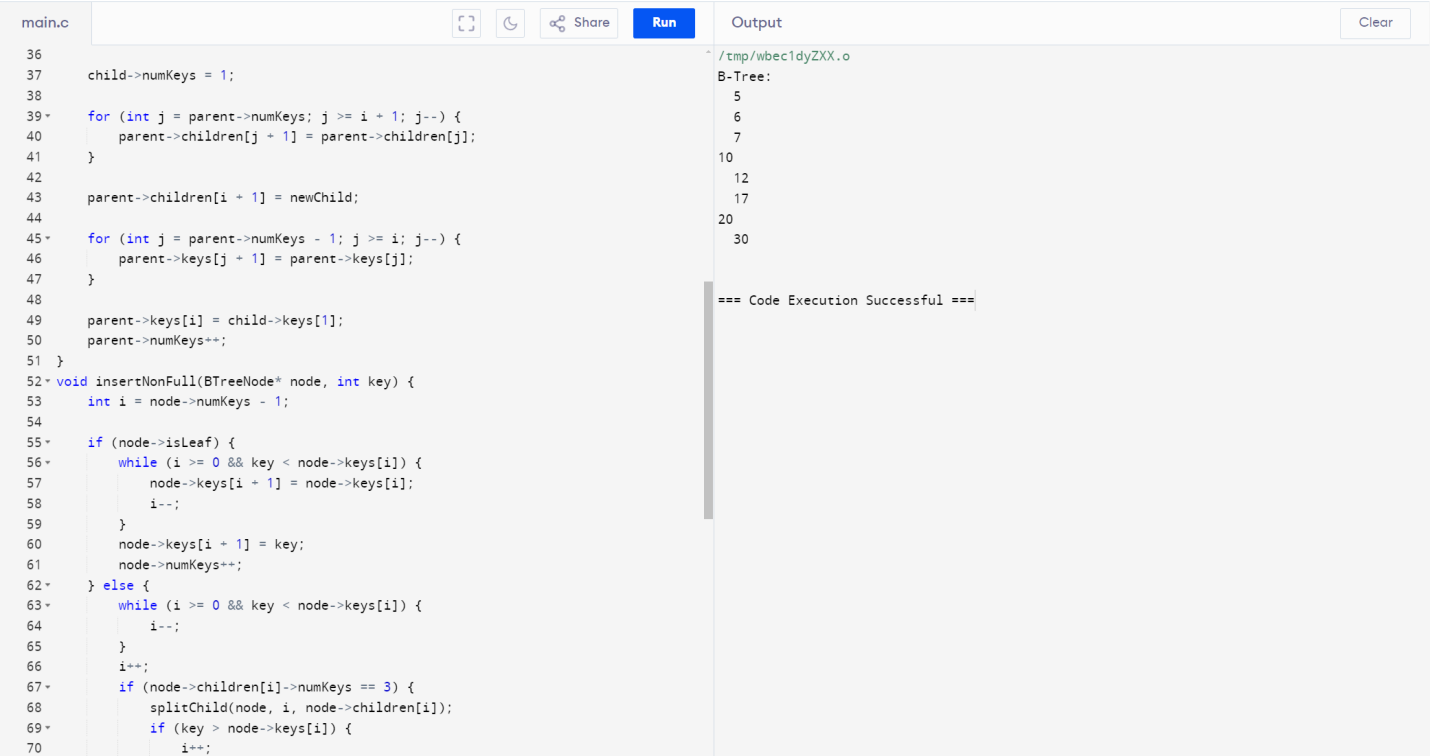 main.c
Share
Run
Output
Clear
36
37 child->numKeys = 1;
38
39 for (int j = parent->numKeys; j >= i + 1; j--) {
40 parent->children[j + 1] = parent->children[j];
41 }
42
43 parent->children[i + 1] = newChild;
44
45 for (int j = parent->numKeys - 1; j >= i; j--) {
46 parent->keys[j + 1] = parent->keys[j];
47 }
48
49 parent->keys[i] = child->keys[1];
50 parent->numKeys++;
51 }
52 void insertNonFull(BTreeNode* node, int key) {
53 int i = node->numKeys - 1;
54
55 if (node->isLeaf) {
56 while (i >= 0 && key < node->keys[i]) {
57 node->keys[i + 1] = node->keys[i];
58 i--;
59 }
60 node->keys[i + 1] = key;
61 node->numKeys++;
62 } else {
63 while (i >= 0 && key < node->keys[i]) {
64 i--;
65 }
66 i++;
67 if (node->children[i]->numKeys == 3) {
68 splitChild(node, i, node->children[i]);
69 if (key > node->keys[i]) {
70 i++;
/tmp/wbec1dyZXX.o
B-Tree:
5
6
7
10
12
17
20
30
=== Code Execution Successful ===